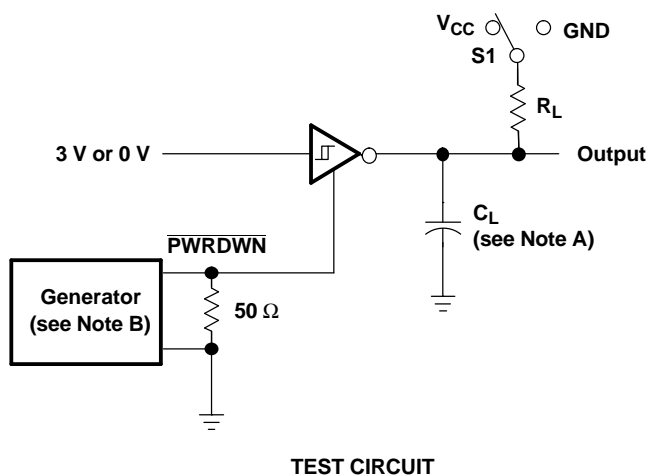 VCC
GND
S1
RL
3 V or 0 V
Output
CL
(see Note A)
PWRDWN
Generator
(see Note B)
50 Ω
TEST CIRCUIT